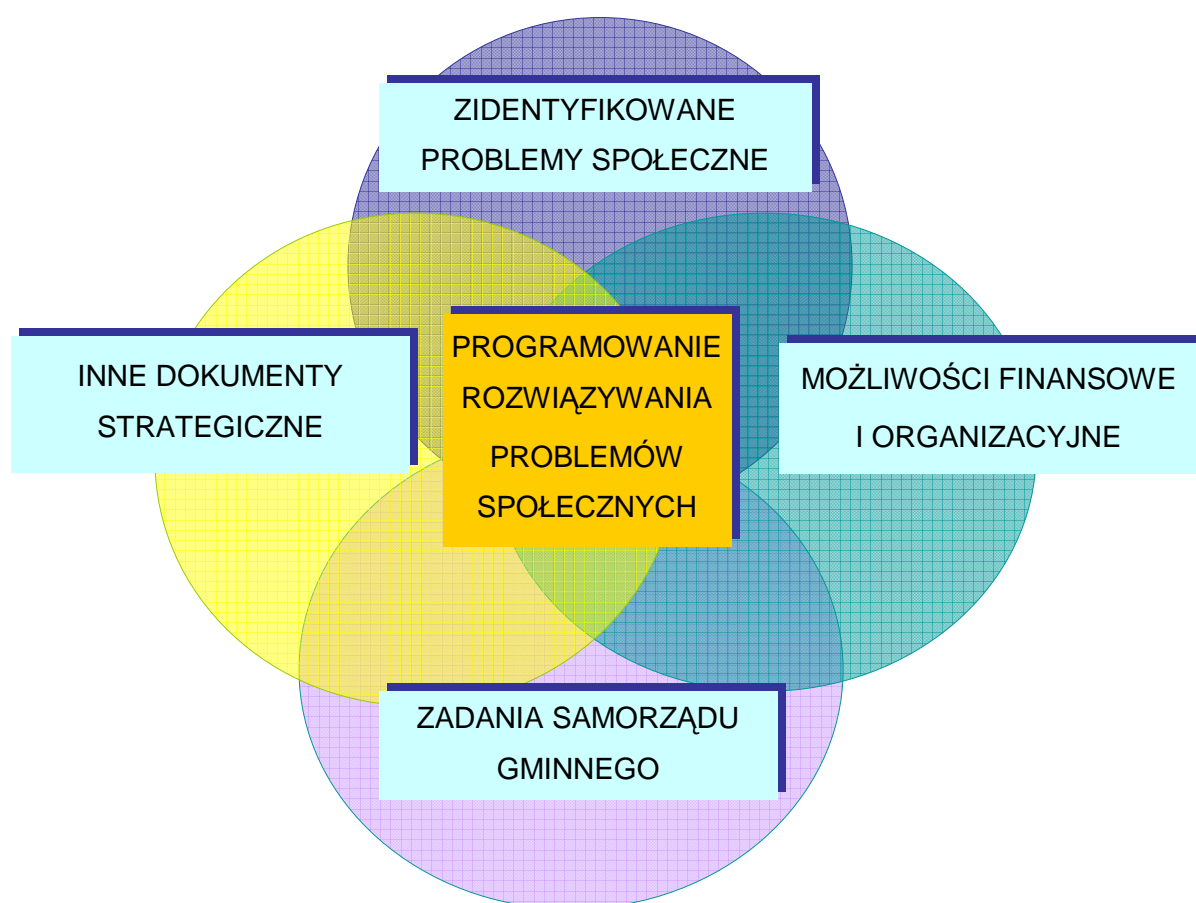 ZIDENTYFIKOWANE
PROBLEMY SPOŁECZNE
INNE DOKUMENTY
STRATEGICZNE
PROGRAMOWANIE
ROZWIĄZYWANIA
PROBLEMÓW
SPOŁECZNYCH
MOŻLIWOŚCI FINANSOWE
I ORGANIZACYJNE
ZADANIA SAMORZĄDU
GMINNEGO